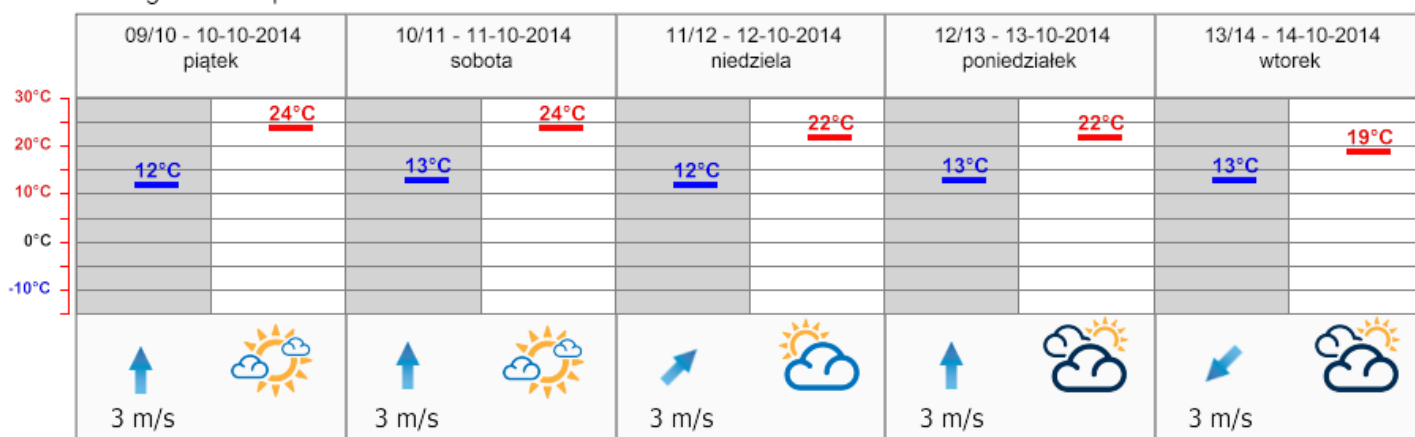 09/10 - 10-10-2014
piątek
10/11 - 11-10-2014
sobota
11/12 - 12-10-2014
niedziela
12/13 - 13-10-2014
poniedziałek
13/14 - 14-10-2014
wtorek
30°C
20°C
10°C
0°C
-10°C
12°C
24°C
13°C
24°C
12°C
22°C
13°C
22°C
13°C
19°C
3 m/s
3 m/s
3 m/s
3 m/s
3 m/s